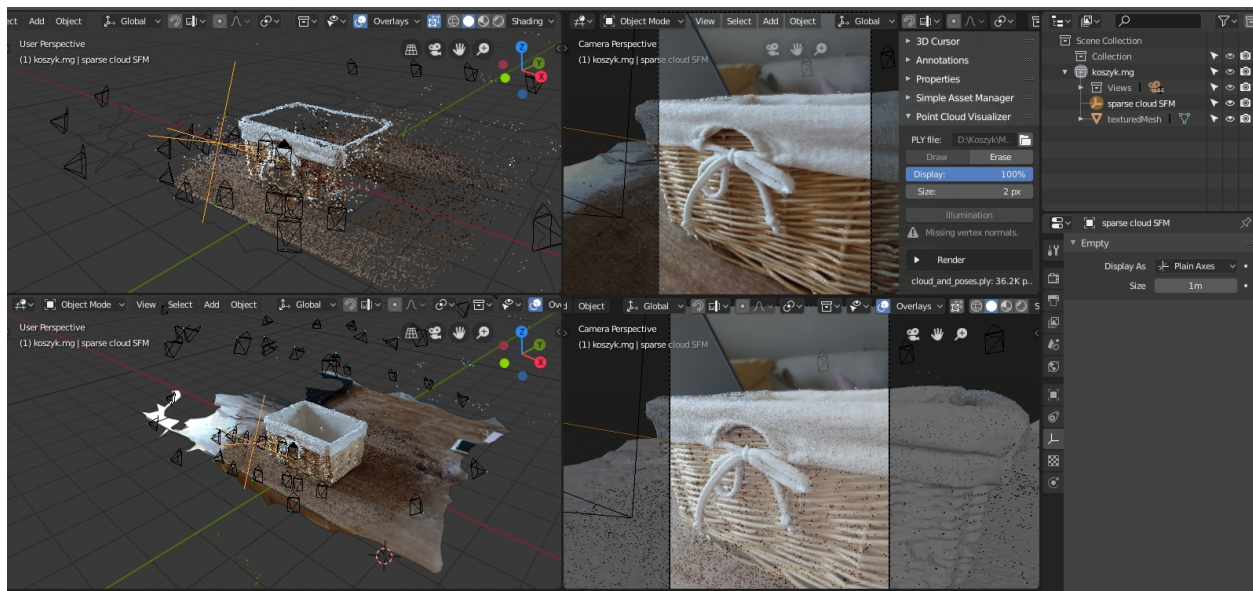 ect Add Object Global Overlays Shading
User Perspective
(1) koszyk.mg | sparse cloud SFM
Z
Y
X
Object Mode View Select Add Object Global
Camera Perspective
(1) koszyk.mg | sparse cloud SFM
3D Cursor
Annotations
Properties
Simple Asset Manager
Point Cloud Visualizer
PLY file: D:\Koszyk\M..
Draw Erase
Display: 100%
Size: 2 px
Illumination
Missing vertex normals.
Render
cloud_and_poses.ply: 36.2K p..
Scene Collection
Collection
koszyk.mg
Views
sparse cloud SFM
texturedMesh
sparse cloud SFM
Empty
Display As Plain Axes
Size 1m
Object Mode View Select Add Object Global Ove
User Perspective
(1) koszyk.mg | sparse cloud SFM
Z
Y
X
Object Global Overlays S
Camera Perspective
(1) koszyk.mg | sparse cloud SFM